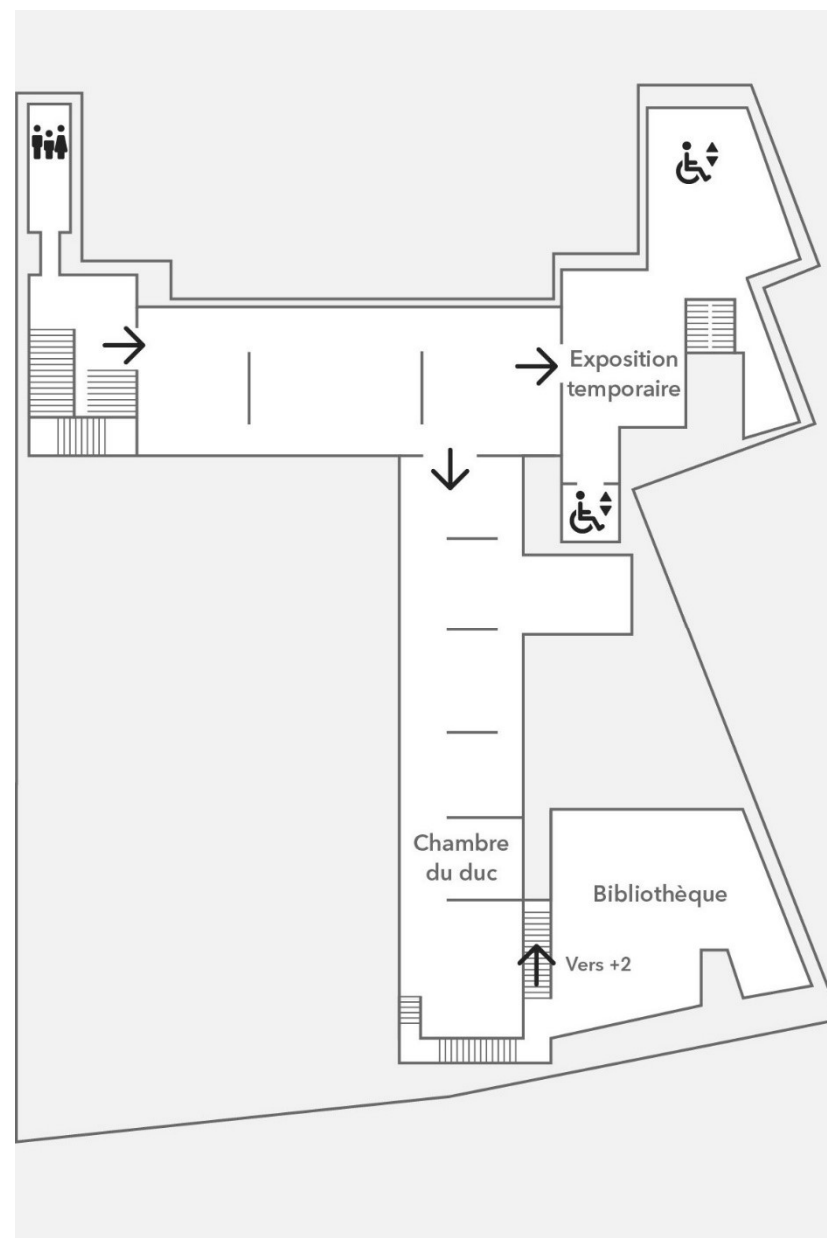 Exposition
temporaire
Chambre
du duc
Bibliothèque
Vers +2